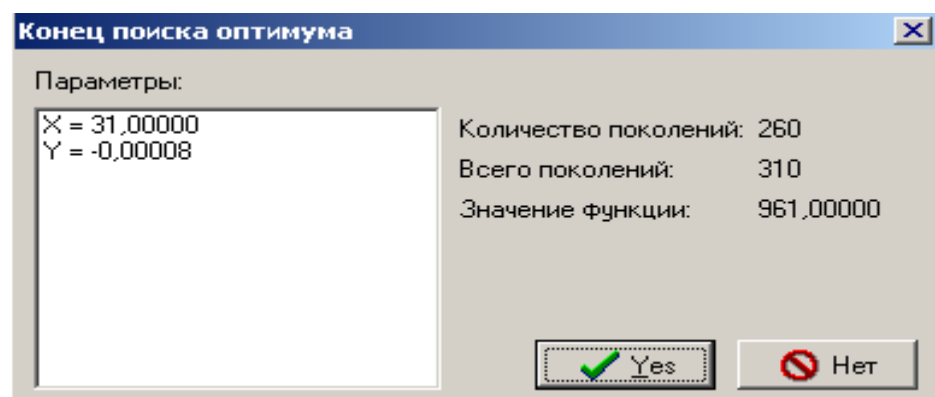 Конец поиска оптимума
Параметры:
X = 31,00000
Y = -0,00008
Количество поколений: 260
Всего поколений: 310
Значение функции: 961,00000
Yes
Нет